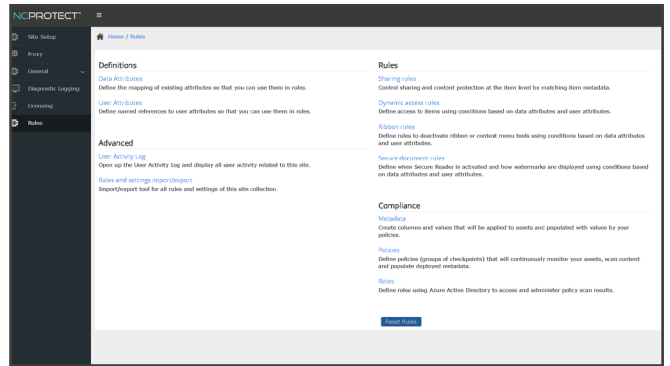 NCPROTECT™
Site Setup
Proxy
General
Diagnostic Logging
Licensing
Rules
Home / Rules
Definitions
Data Attributes
Define the mapping of existing attributes so that you can use them in rules.
User Attributes
Define named references to user attributes so that you can use them in rules.
Advanced
User Activity Log
Open up the User Activity Log and display all user activity related to this site.
Rules and settings import/export
Import/export tool for all rules and settings of this site collection.
Rules
Sharing rules
Control sharing and content protection at the item level by matching item metadata.
Dynamic access rules
Define access to items using conditions based on data attributes and user attributes.
Ribbon rules
Define rules to deactivate ribbon or context menu tools using conditions based on data attributes
and user attributes.
Secure document rules
Define when Secure Reader is activated and how watermarks are displayed using conditions based
on data attributes and user attributes.
Compliance
Metadata
Create columns and values that will be applied to assets and populated with values by your
policies.
Policies
Define policies (groups of checkpoints) that will continuously monitor your assets, scan content
and populate deployed metadata.
Roles
Define roles using Azure Active Directory to access and administer policy scan results.
Reset Rules